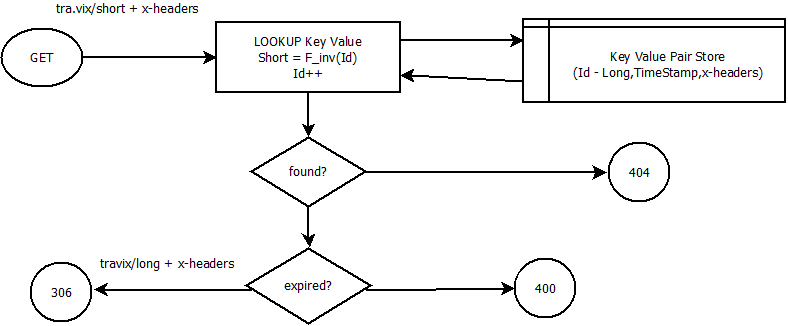 tra.vix/short + x-headers
GET
LOOKUP Key Value
Short = F_inv(Id)
Id++
Key Value Pair Store
(Id - Long,TimeStamp,x-headers)
found?
404
travix/long + x-headers
306
expired?
400